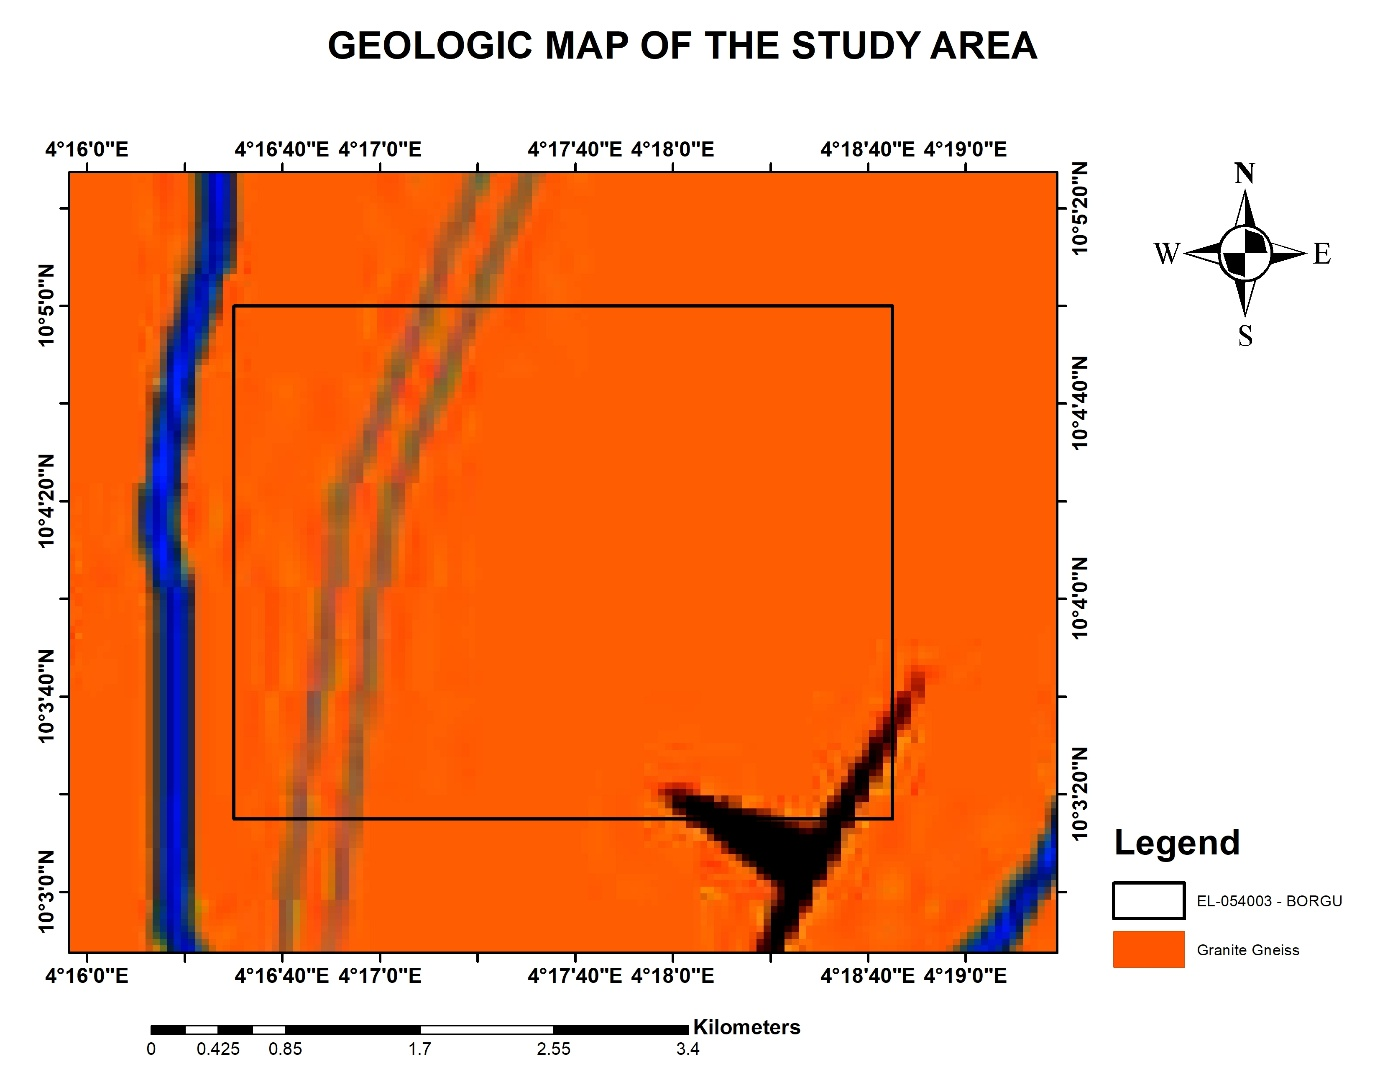 GEOLOGIC MAP OF THE STUDY AREA
4°16'0"E 4°16'40"E 4°17'0"E 4°17'40"E 4°18'0"E 4°18'40"E 4°19'0"E
10°5'0"N
10°4'20"N
10°3'40"N
10°3'0"N
10°5'20"N
10°4'40"N
10°4'0"N
10°3'20"N
N
W E
S
Legend
EL-054003 - BORGU
Granite Gneiss
4°16'0"E 4°16'40"E 4°17'0"E 4°17'40"E 4°18'0"E 4°18'40"E 4°19'0"E
Kilometers
0 0.425 0.85 1.7 2.55 3.4